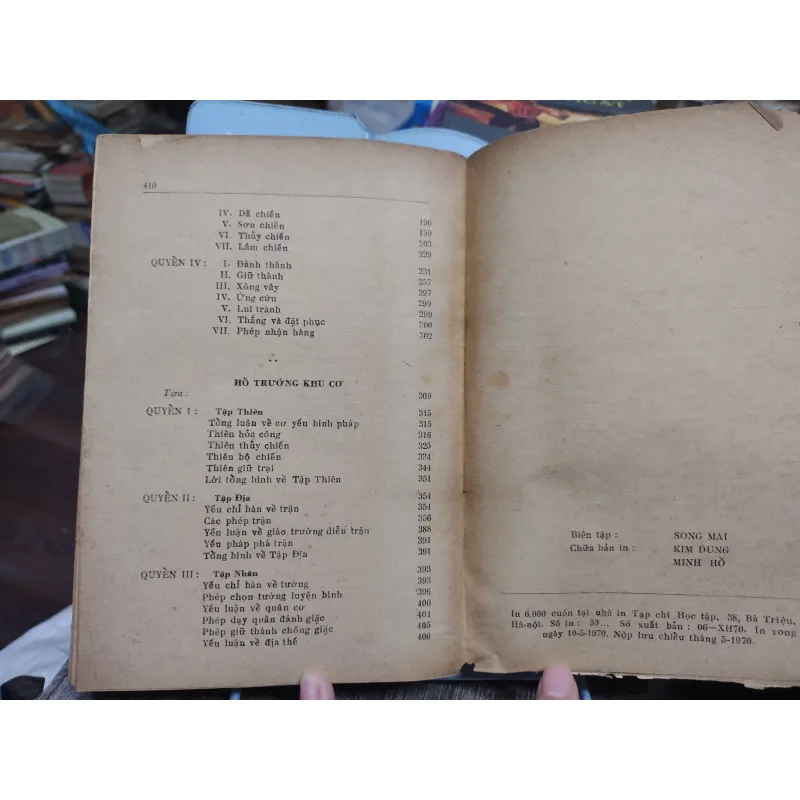 UẬT
410
IV. Dã chiến 196
V. Sơn chiến 199
VI. Thủy chiến 203
VII. Lâm chiến 229
QUYỀN IV : I. Đánh thành 231
II. Giữ thành 257
III. Xông vây 297
IV. Ứng cứu 299
V. Lui tránh 299
VI. Thắng và đặt phục 300
VII. Phép nhận hàng 302
HỔ TRƯỚNG KHU CƠ
Tựa : 309
QUYỀN I : Tập Thiên 315
Tổng luận về cơ yếu binh pháp 315
Thiên hỏa công 316
Thiên thủy chiến 325
Thiên bộ chiến 334
Thiên giữ trại 344
Lời tổng bình về Tập Thiên 351
QUYỀN II : Tập Địa 354
Yếu chỉ bàn về trận 354
Các phép trận 356
Yếu luận về giáo trường diễn trận 388
Yếu pháp phá trận 391
Tổng bình về Tập Địa 391
QUYỀN III : Tập Nhân 393
Yếu chỉ bàn về tướng 393
Phép chọn tướng luyện binh 396
Yếu luận về quân cơ 400
Phép dạy quân đánh giặc 401
Phép giữ thành chống giặc 405
Yếu luận về địa thế 406
Biên tập : SONG MAI
Chữa bản in : KIM DUNG
MINH HỒ
In 6.000 cuốn tại nhà in Tạp chí Học tập, 38, Bà Triệu,
Hà-nội. Số in : 59... Số xuất bản : 06—XH70. In xong
ngày 10-5-1970. Nộp lưu chiểu tháng 5-1970.